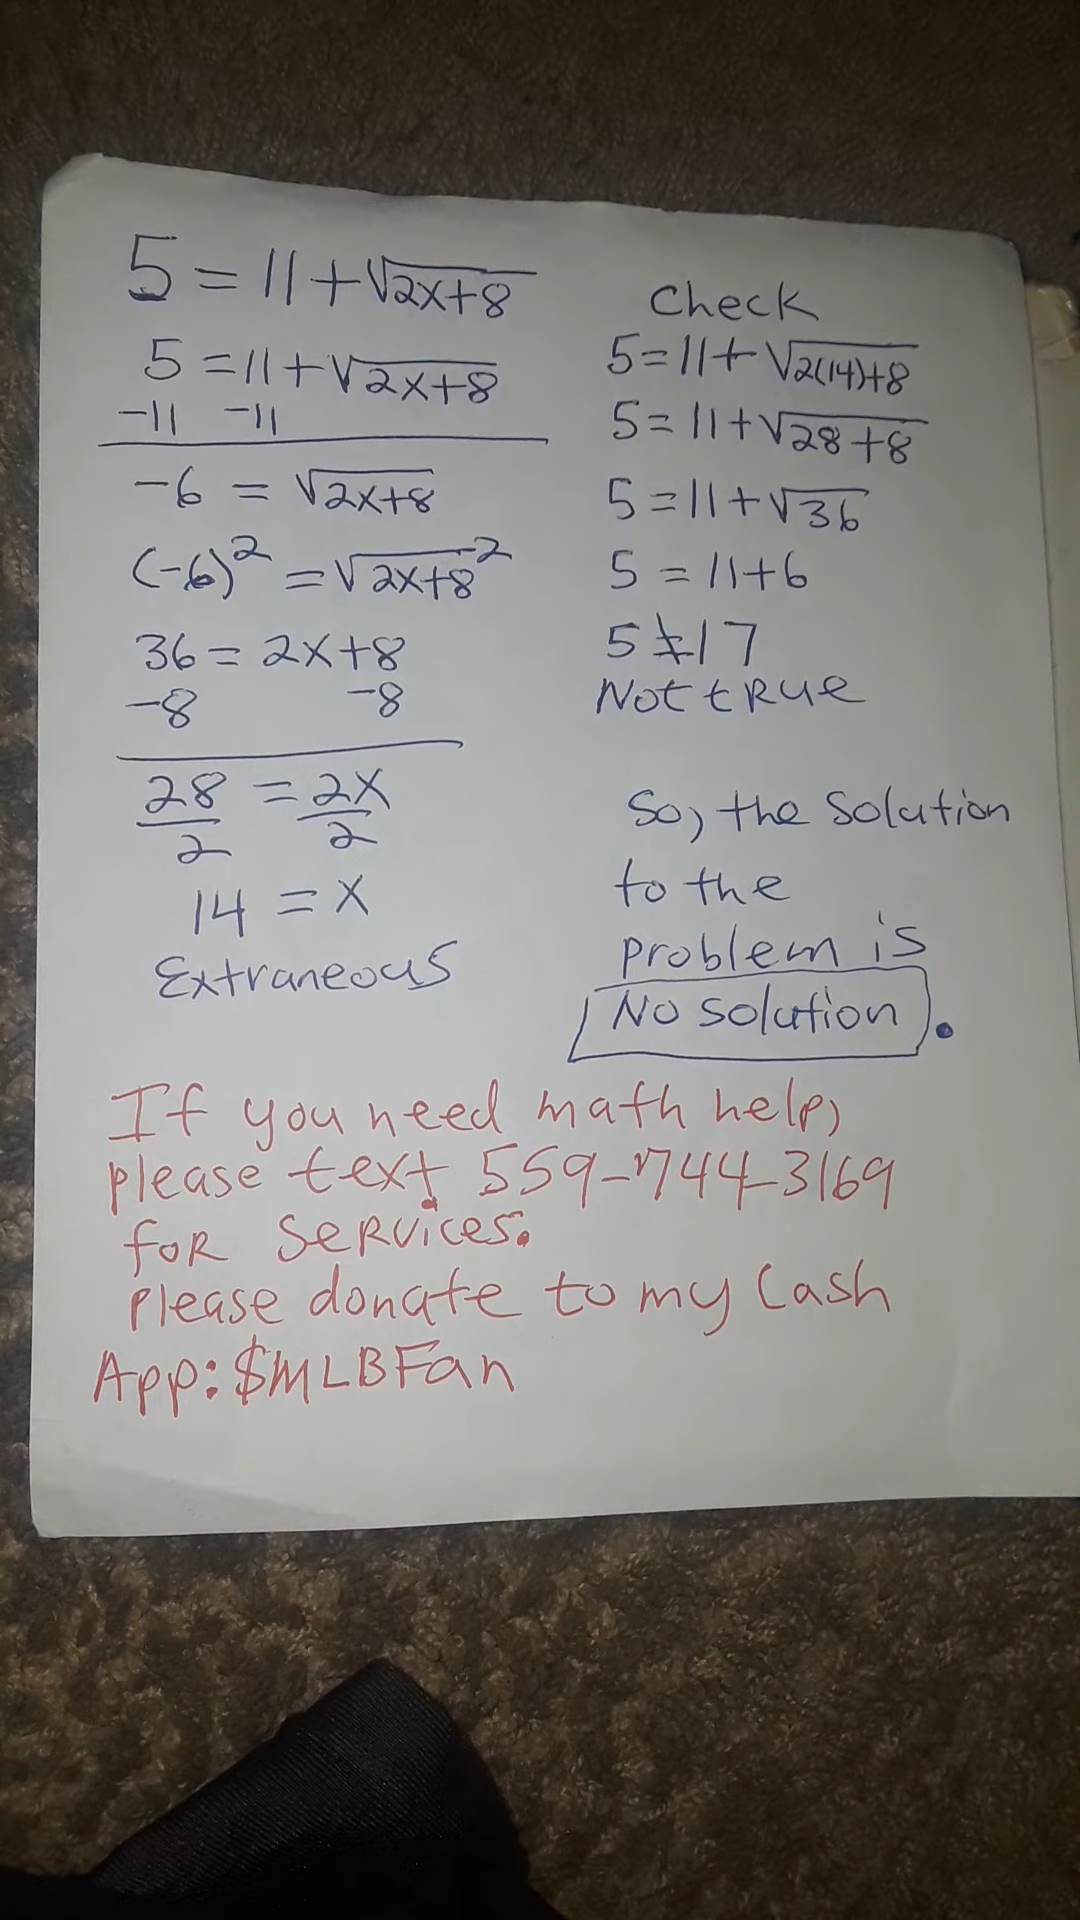 5 = 11 + √2x+8
5 = 11 + √2x+8
-11 -11
-6 = √2x+8
(-6)² = √2x+8²
36 = 2x+8
-8 -8
28/2 = 2x/2
14 = x
Extraneous
Check
5 = 11 + √2(14)+8
5 = 11 + √28+8
5 = 11 + √36
5 = 11+6
5 ≠ 17
Not true
So, the solution
to the
problem is
No solution.
If you need math help,
please text 559-744-3169
for services.
please donate to my Cash
App: $MLBFan